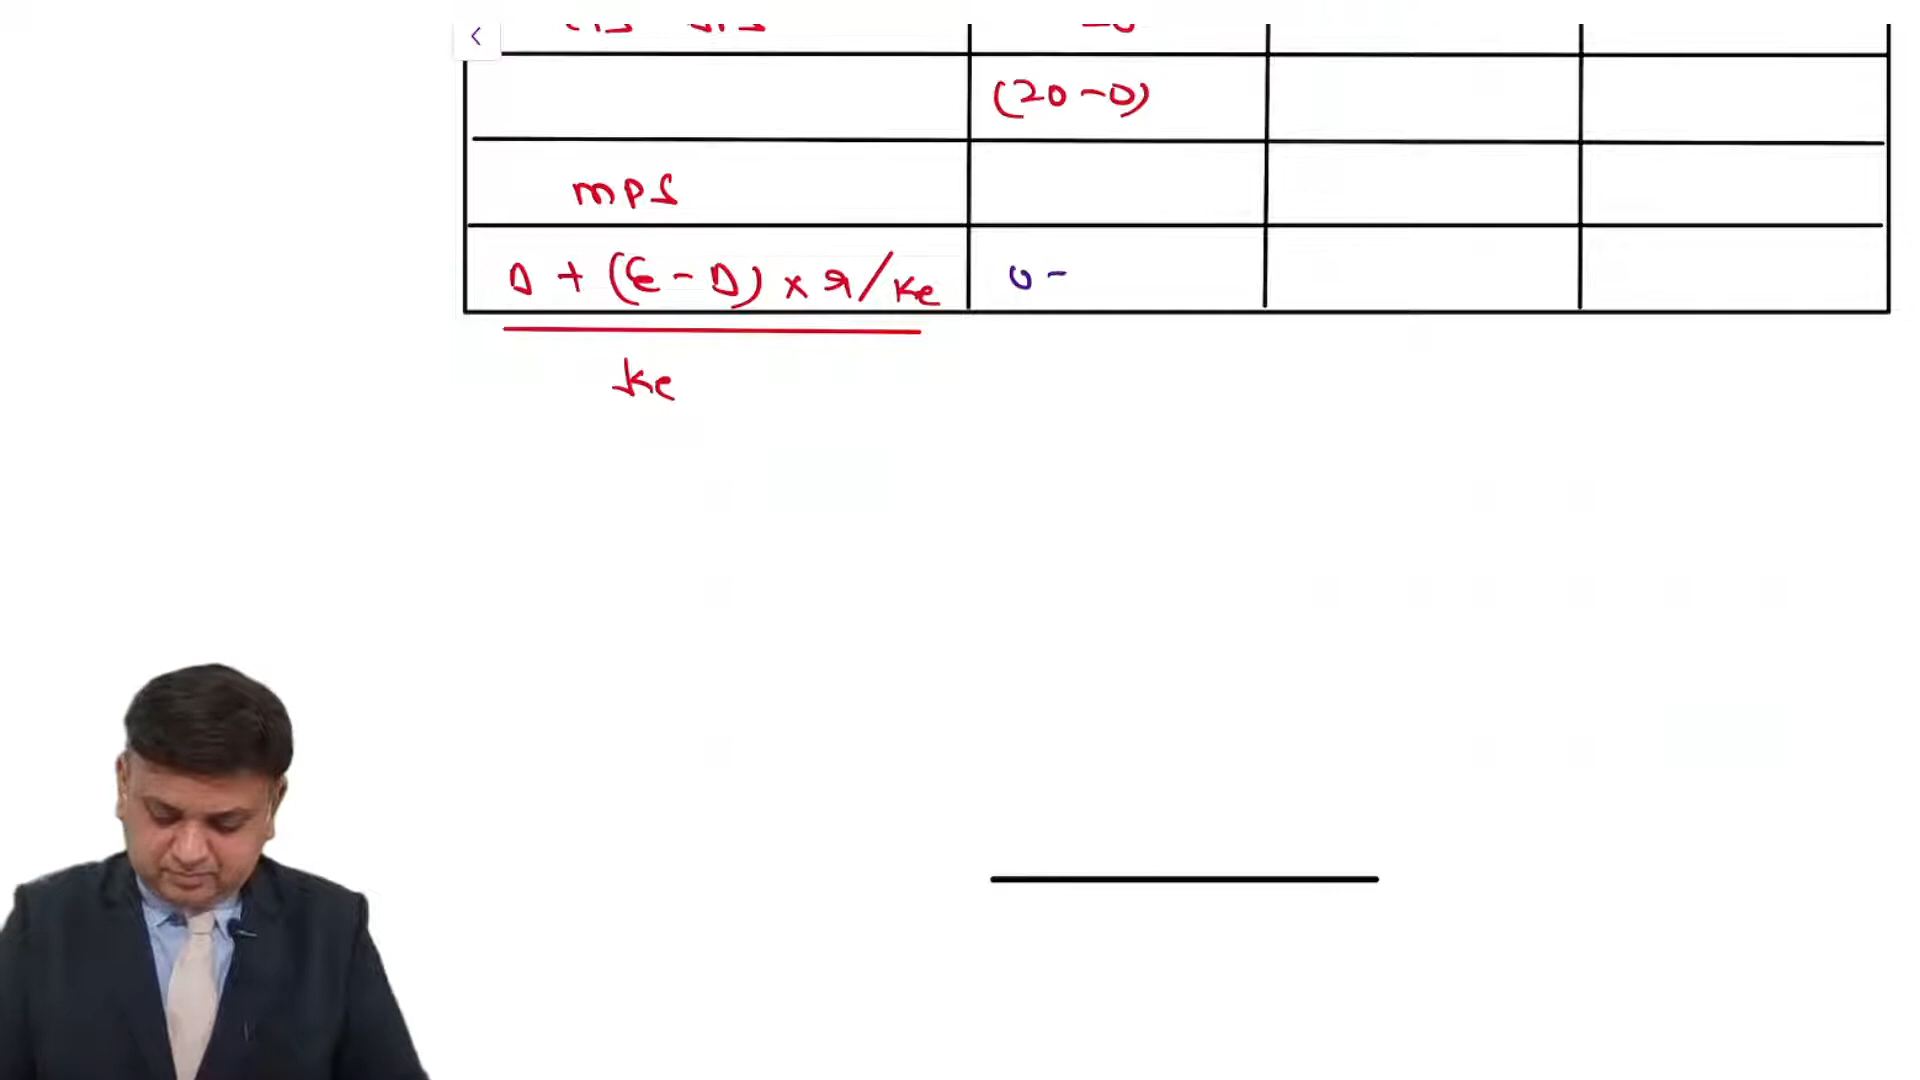 (20-0)
mps
D + (E - D) × r/ke 0 -
ke